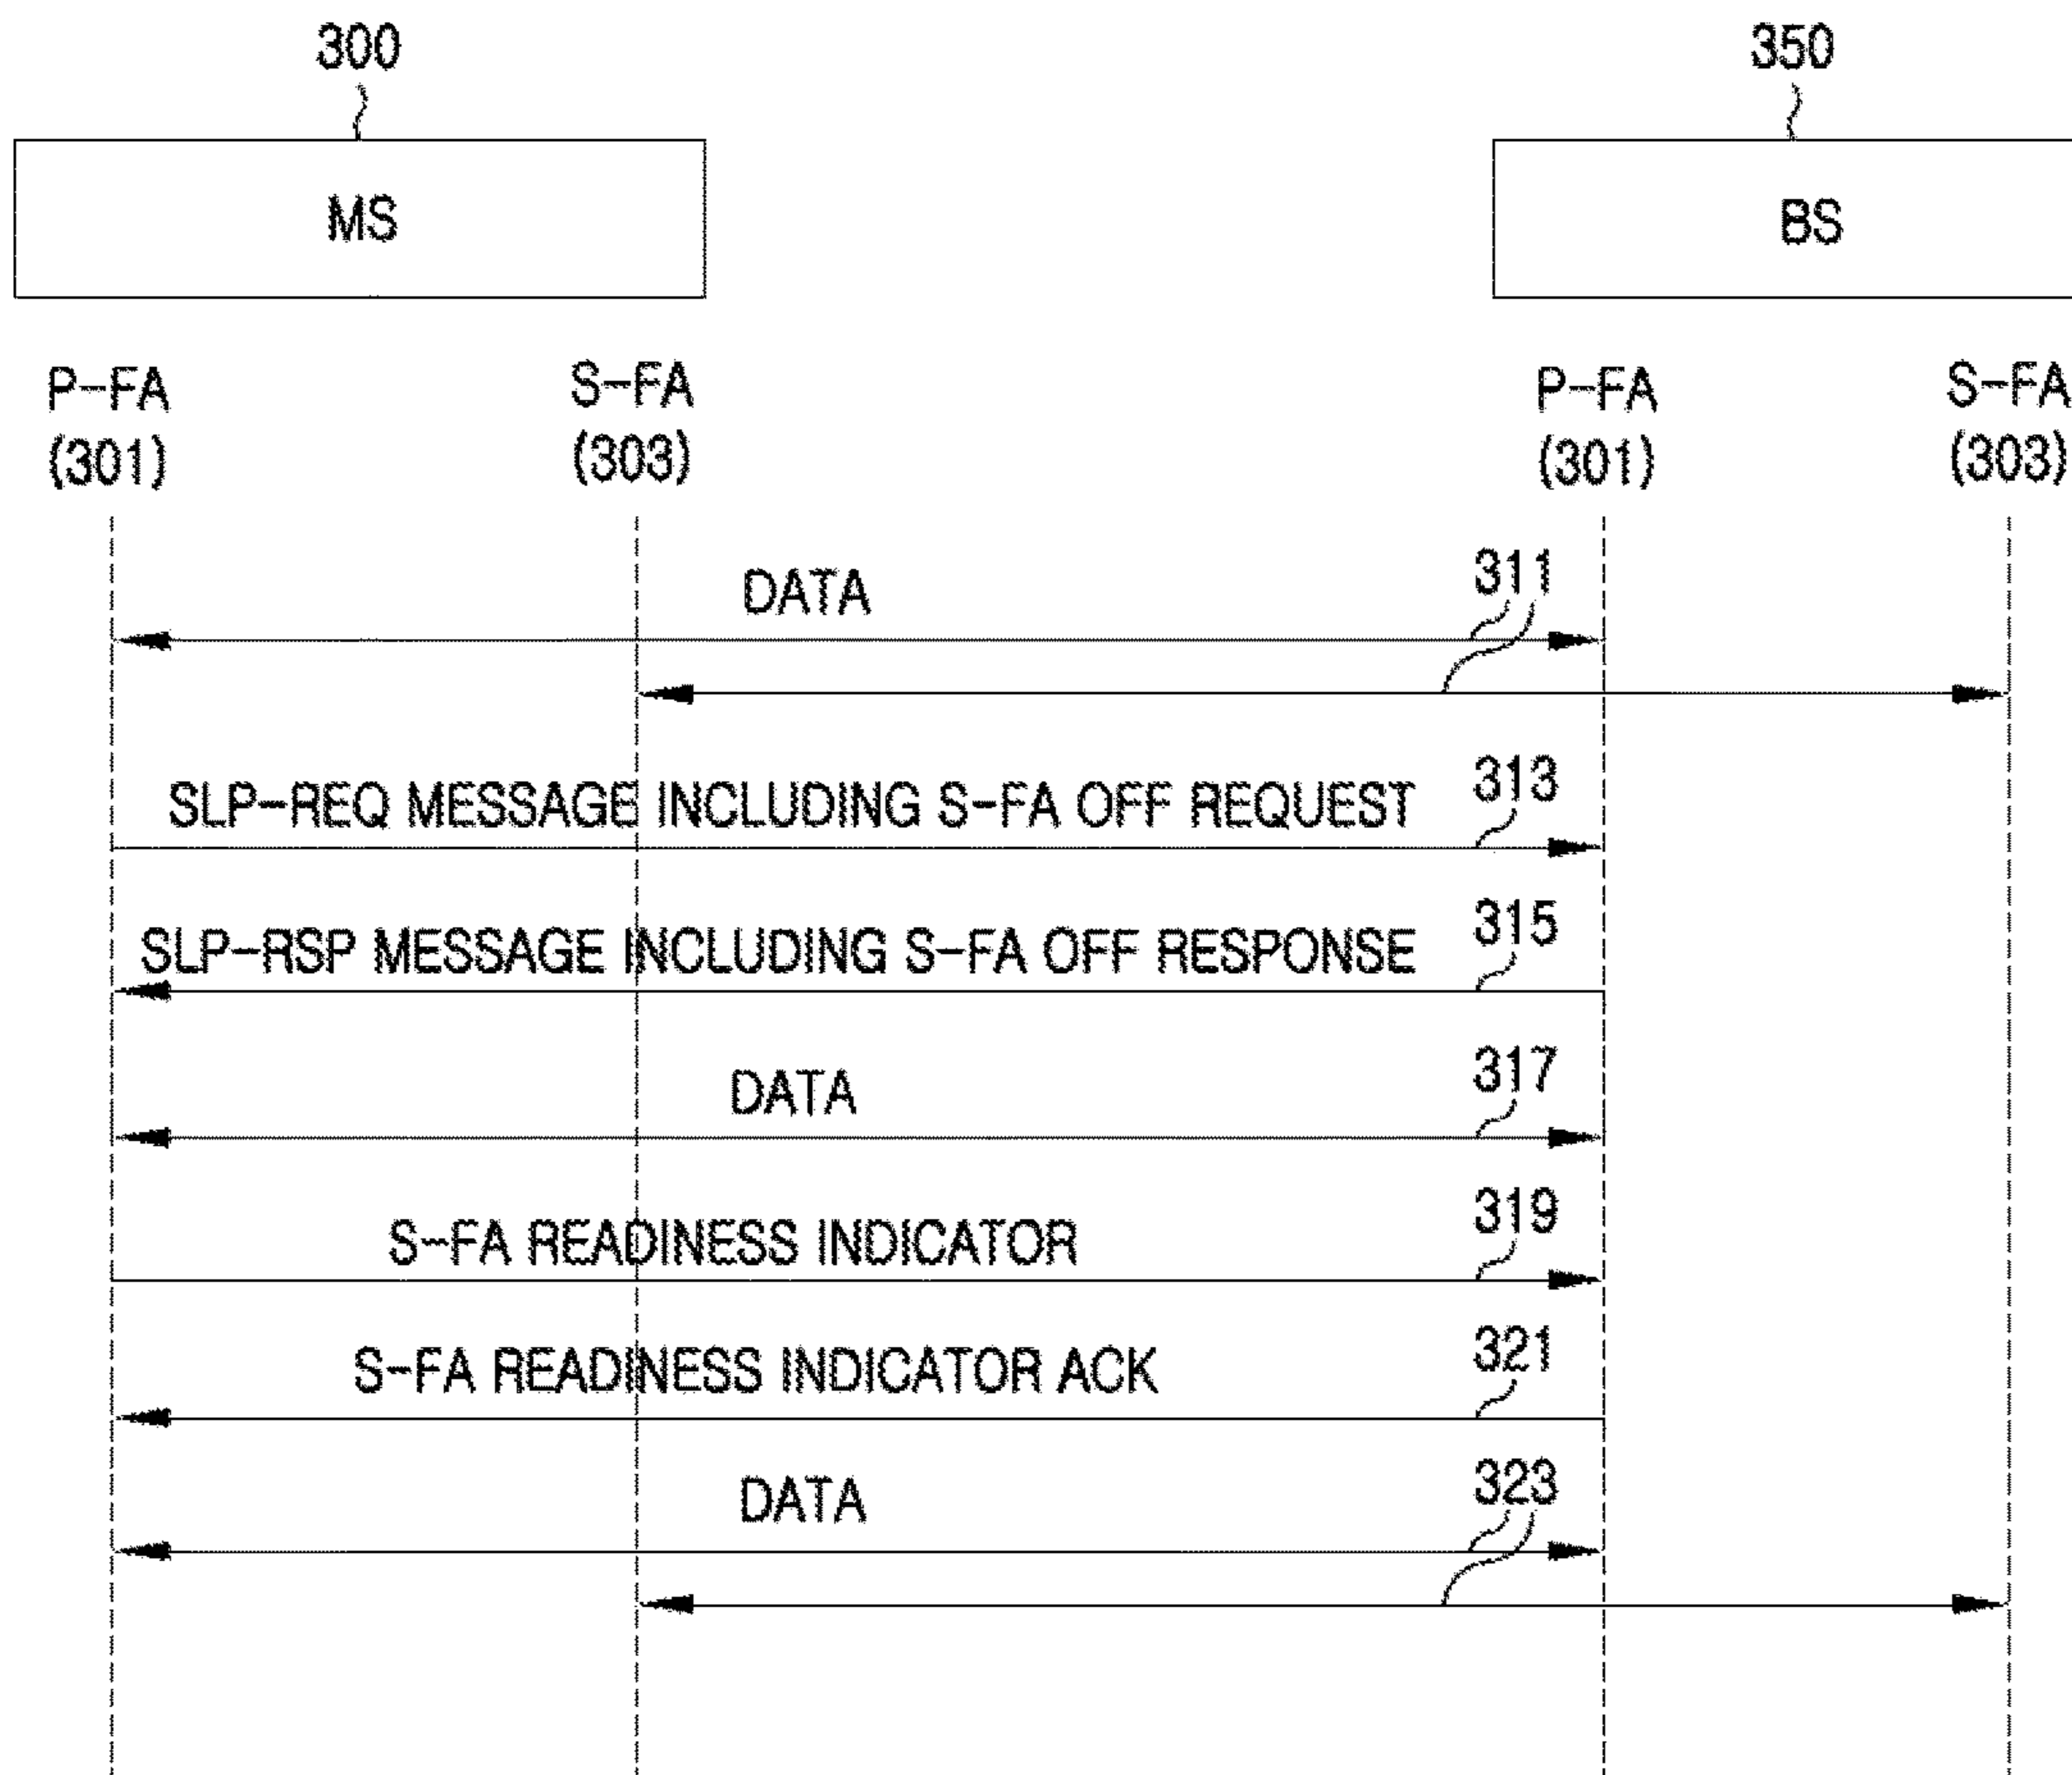 300
350
MS
BS
P-FA
(301)
S-FA
(303)
P-FA
(301)
S-FA
(303)
DATA
311
SLP-REQ MESSAGE INCLUDING S-FA OFF REQUEST
313
SLP-RSP MESSAGE INCLUDING S-FA OFF RESPONSE
315
DATA
317
S-FA READINESS INDICATOR
319
S-FA READINESS INDICATOR ACK
321
DATA
323